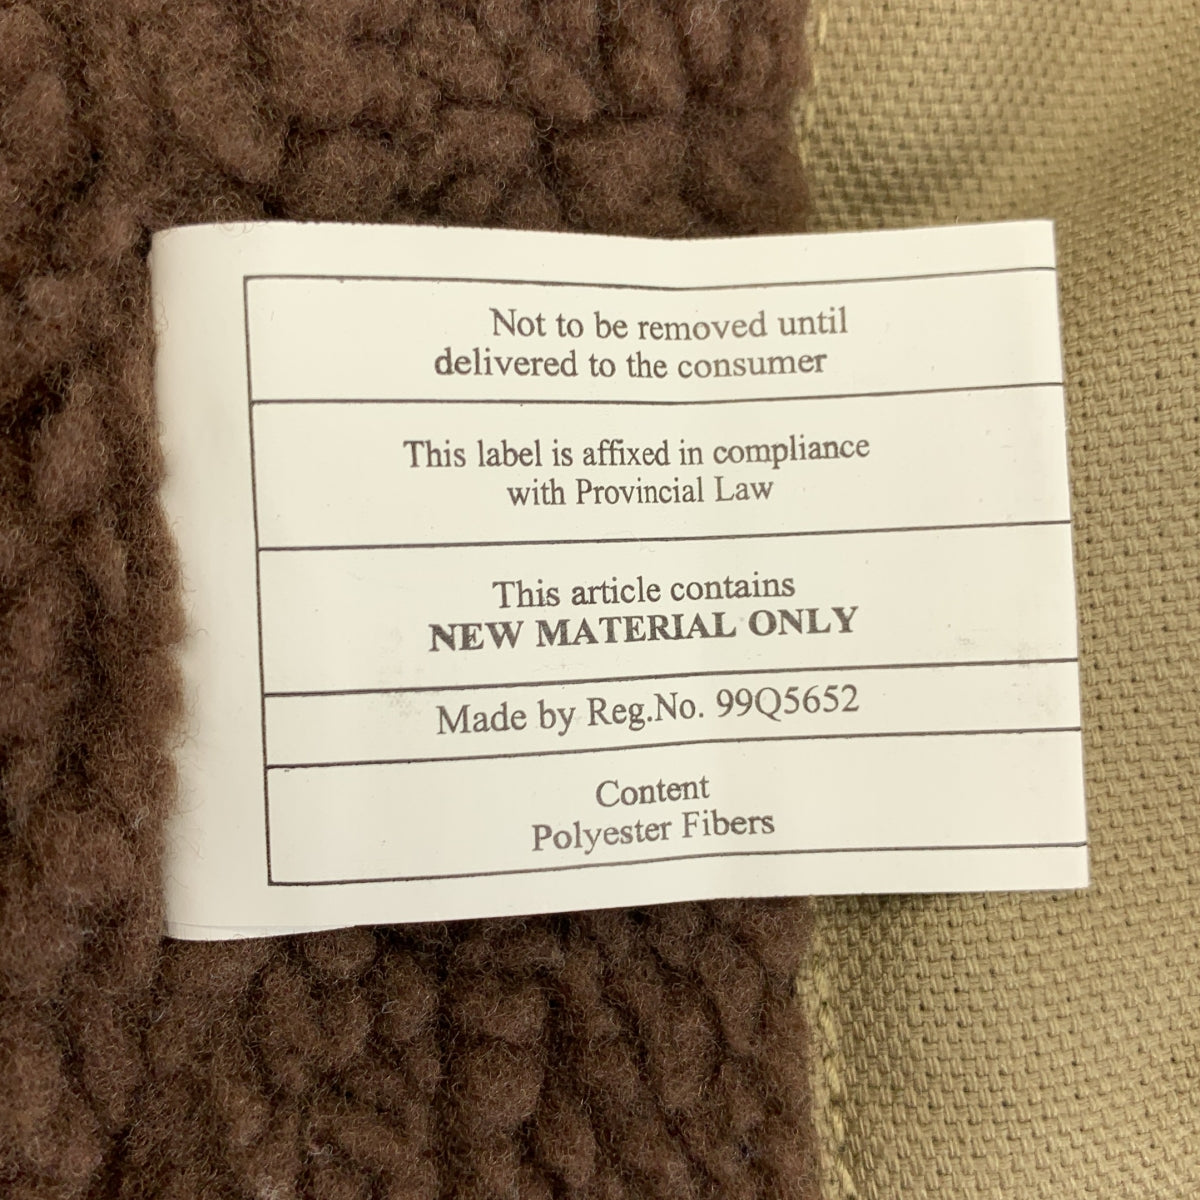 Not to be removed until
delivered to the consumer
This label is affixed in compliance
with Provincial Law
This article contains
NEW MATERIAL ONLY
Made by Reg.No. 99Q5652
Content
Polyester Fibers